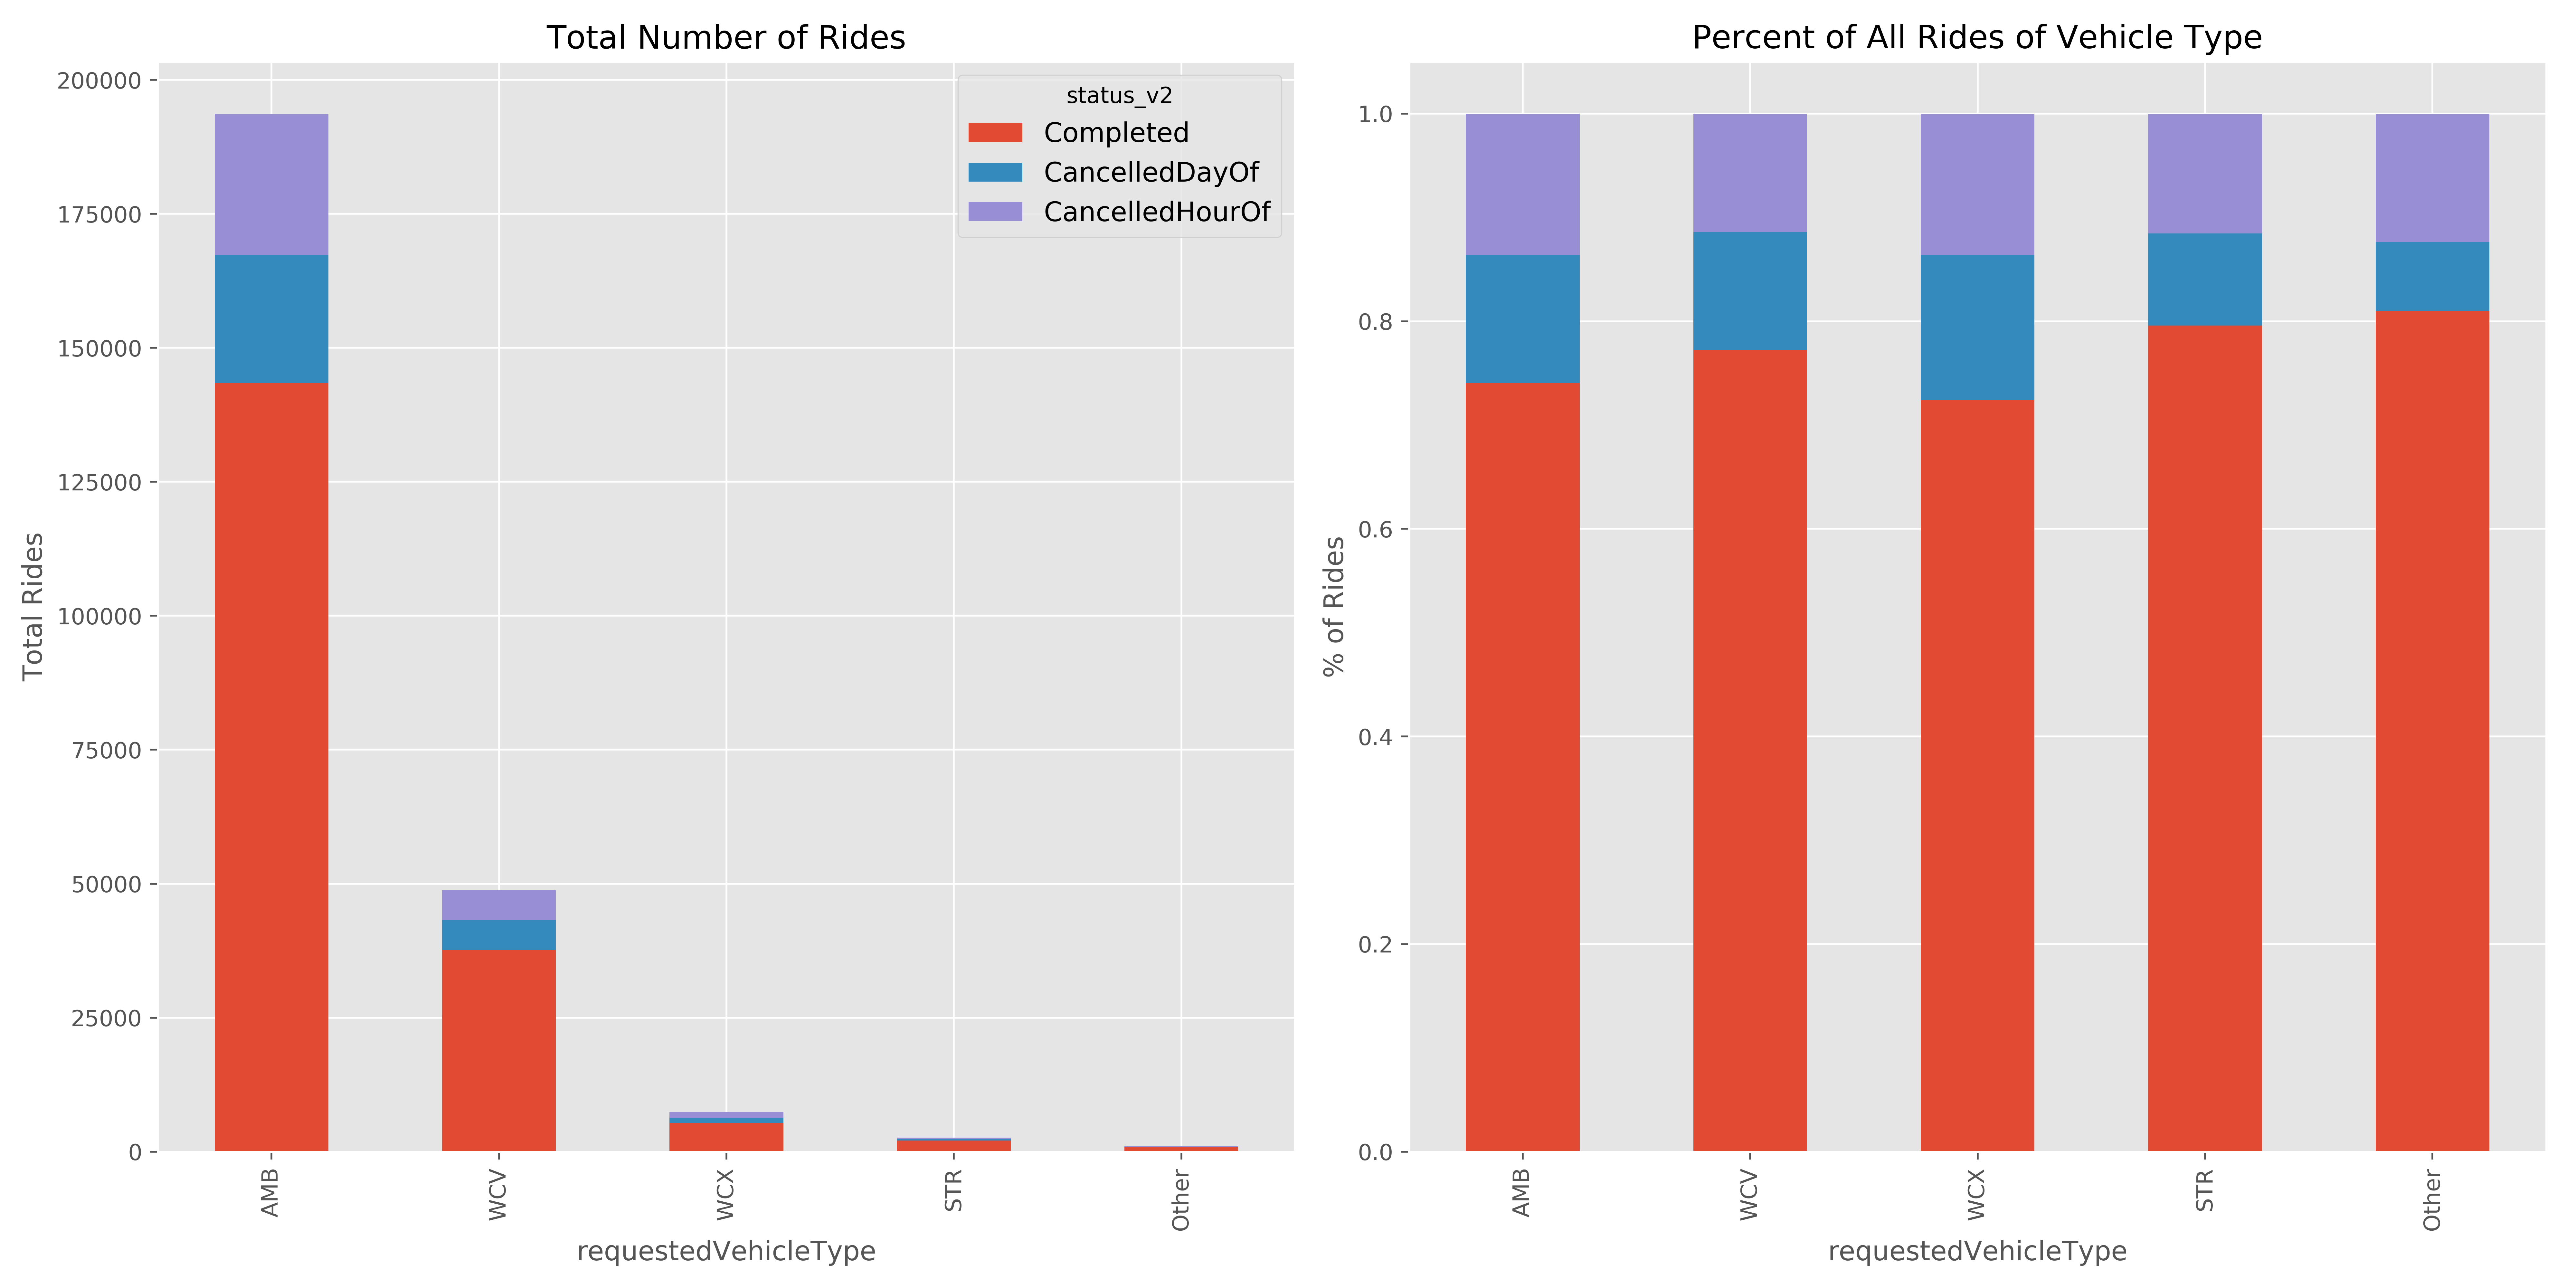 Total Number of Rides
Total Rides
200000
175000
150000
125000
100000
75000
50000
25000
0
status_v2
Completed
CancelledDayOf
CancelledHourOf
AMB
WCV
WCX
STR
Other
requestedVehicleType
Percent of All Rides of Vehicle Type
% of Rides
1.0
0.8
0.6
0.4
0.2
0.0
AMB
WCV
WCX
STR
Other
requestedVehicleType